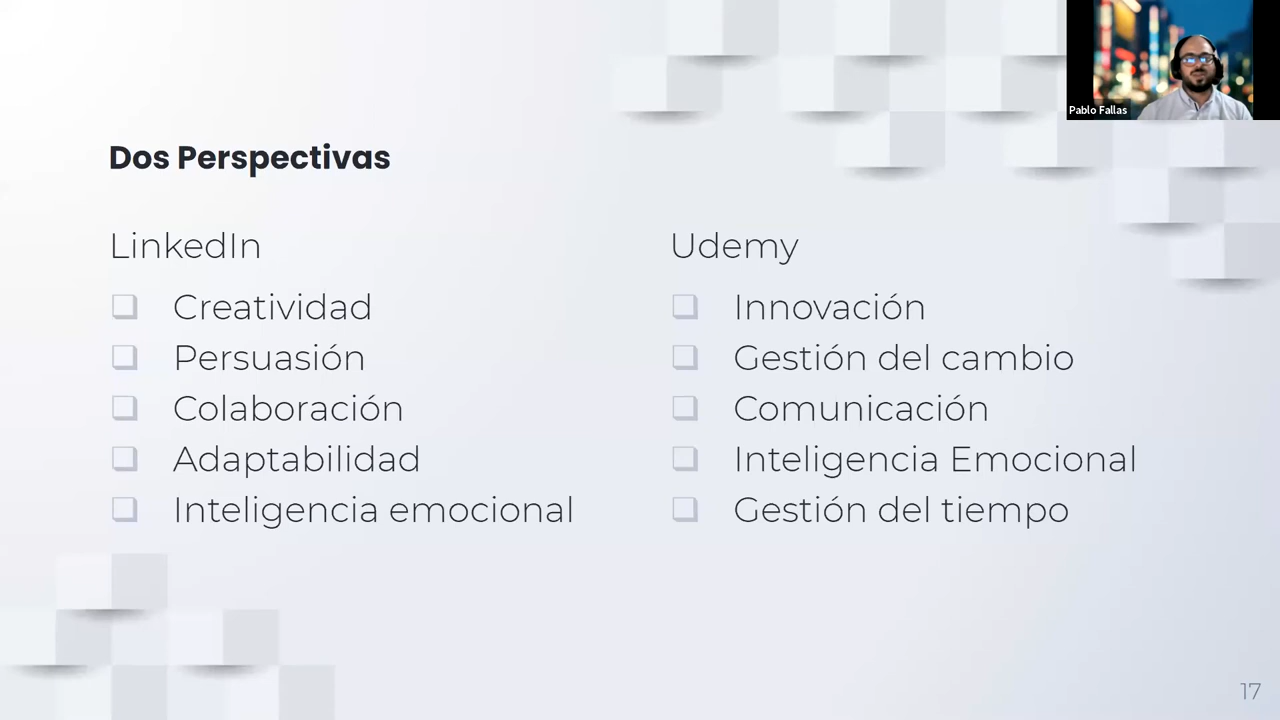 Pablo Fallas
Dos Perspectivas
LinkedIn
Creatividad
Persuasión
Colaboración
Adaptabilidad
Inteligencia emocional
Udemy
Innovación
Gestión del cambio
Comunicación
Inteligencia Emocional
Gestión del tiempo
17